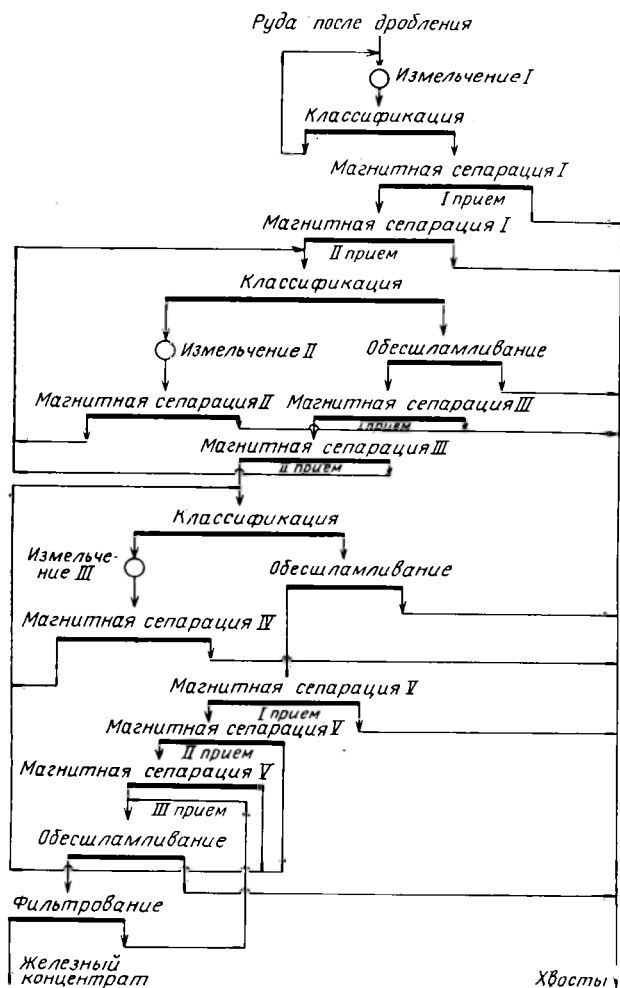 Руда после дробления
Измельчение I
Классификация
Магнитная сепарация I
I прием
Магнитная сепарация I
II прием
Классификация
Измельчение II
Обесшламливание
Магнитная сепарация II
Магнитная сепарация III
I прием
Магнитная сепарация III
II прием
Классификация
Измельче-
ние III
Обесшламливание
Магнитная сепарация IV
Магнитная сепарация V
I прием
Магнитная сепарация V
II прием
Магнитная сепарация V
III прием
Обесшламливание
Фильтрование
Железный
концентрат
Хвосты